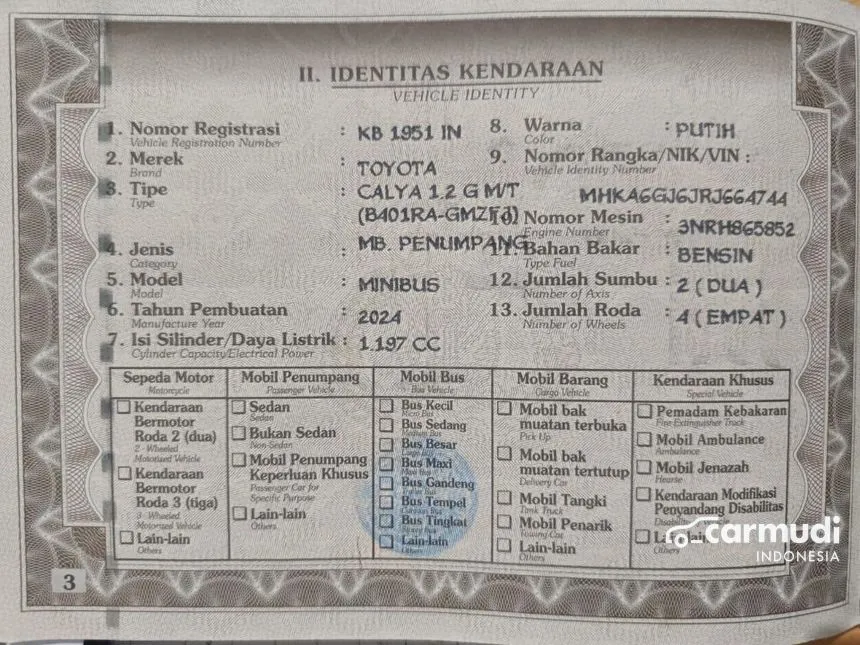 II. IDENTITAS KENDARAAN
VEHICLE IDENTITY
1. Nomor Registrasi : KB 1951 IN
Vehicle Registration Number
2. Merek : TOYOTA
Brand
3. Tipe : CALYA 1.2 G M/T
Type
(B401RA-GMZFJ)
4. Jenis : MB. PENUMPANG
Category
5. Model : MINIBUS
Model
6. Tahun Pembuatan : 2024
Manufacture Year
7. Isi Silinder/Daya Listrik : 1.197 CC
Cylinder Capacity/Electrical Power
8. Warna : PUTIH
Color
9. Nomor Rangka/NIK/VIN :
Vehicle Identity Number
MHKA6GJ6JRJ664744
10. Nomor Mesin : 3NRH865852
Engine Number
11. Bahan Bakar : BENSIN
Type Fuel
12. Jumlah Sumbu : 2 ( DUA )
Number of Axis
13. Jumlah Roda : 4 ( EMPAT )
Number of Wheels
Sepeda Motor
Motorcycle
Kendaraan
Bermotor
Roda 2 (dua)
2 - Wheeled
Motorized Vehicle
Kendaraan
Bermotor
Roda 3 (tiga)
3 - Wheeled
Motorized Vehicle
Lain-lain
Others
Mobil Penumpang
Passenger Vehicle
Sedan
Sedan
Bukan Sedan
Non Sedan
Mobil Penumpang
Keperluan Khusus
Passenger Car for
Specific Purpose
Lain-lain
Others
Mobil Bus
Bus Vehicle
Bus Kecil
Micro Bus
Bus Sedang
Medium Bus
Bus Besar
Large Bus
Bus Maxi
Maxi Bus
Bus Gandeng
Bus Tempel
Bus Tingkat
Lain-lain
Others
Mobil Barang
Cargo Vehicle
Mobil bak
muatan terbuka
Pick Up
Mobil bak
muatan tertutup
Delivery Car
Mobil Tangki
Tank Truck
Mobil Penarik
Towing Car
Lain-lain
Others
Kendaraan Khusus
Special Vehicle
Pemadam Kebakaran
Fire Extinguisher Truck
Mobil Ambulance
Ambulance
Mobil Jenazah
Hearse
Kendaraan Modifikasi
Penyandang Disabilitas
Others
3
carmudi
INDONESIA